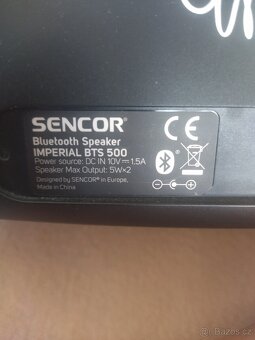 SENCOR®
Bluetooth Speaker
IMPERIAL BTS 500
Power source: DC IN 10V⎓1.5A
Speaker Max Output: 5W×2
Designed by SENCOR® in Europe,
Made in China
CE
Bazos.cz